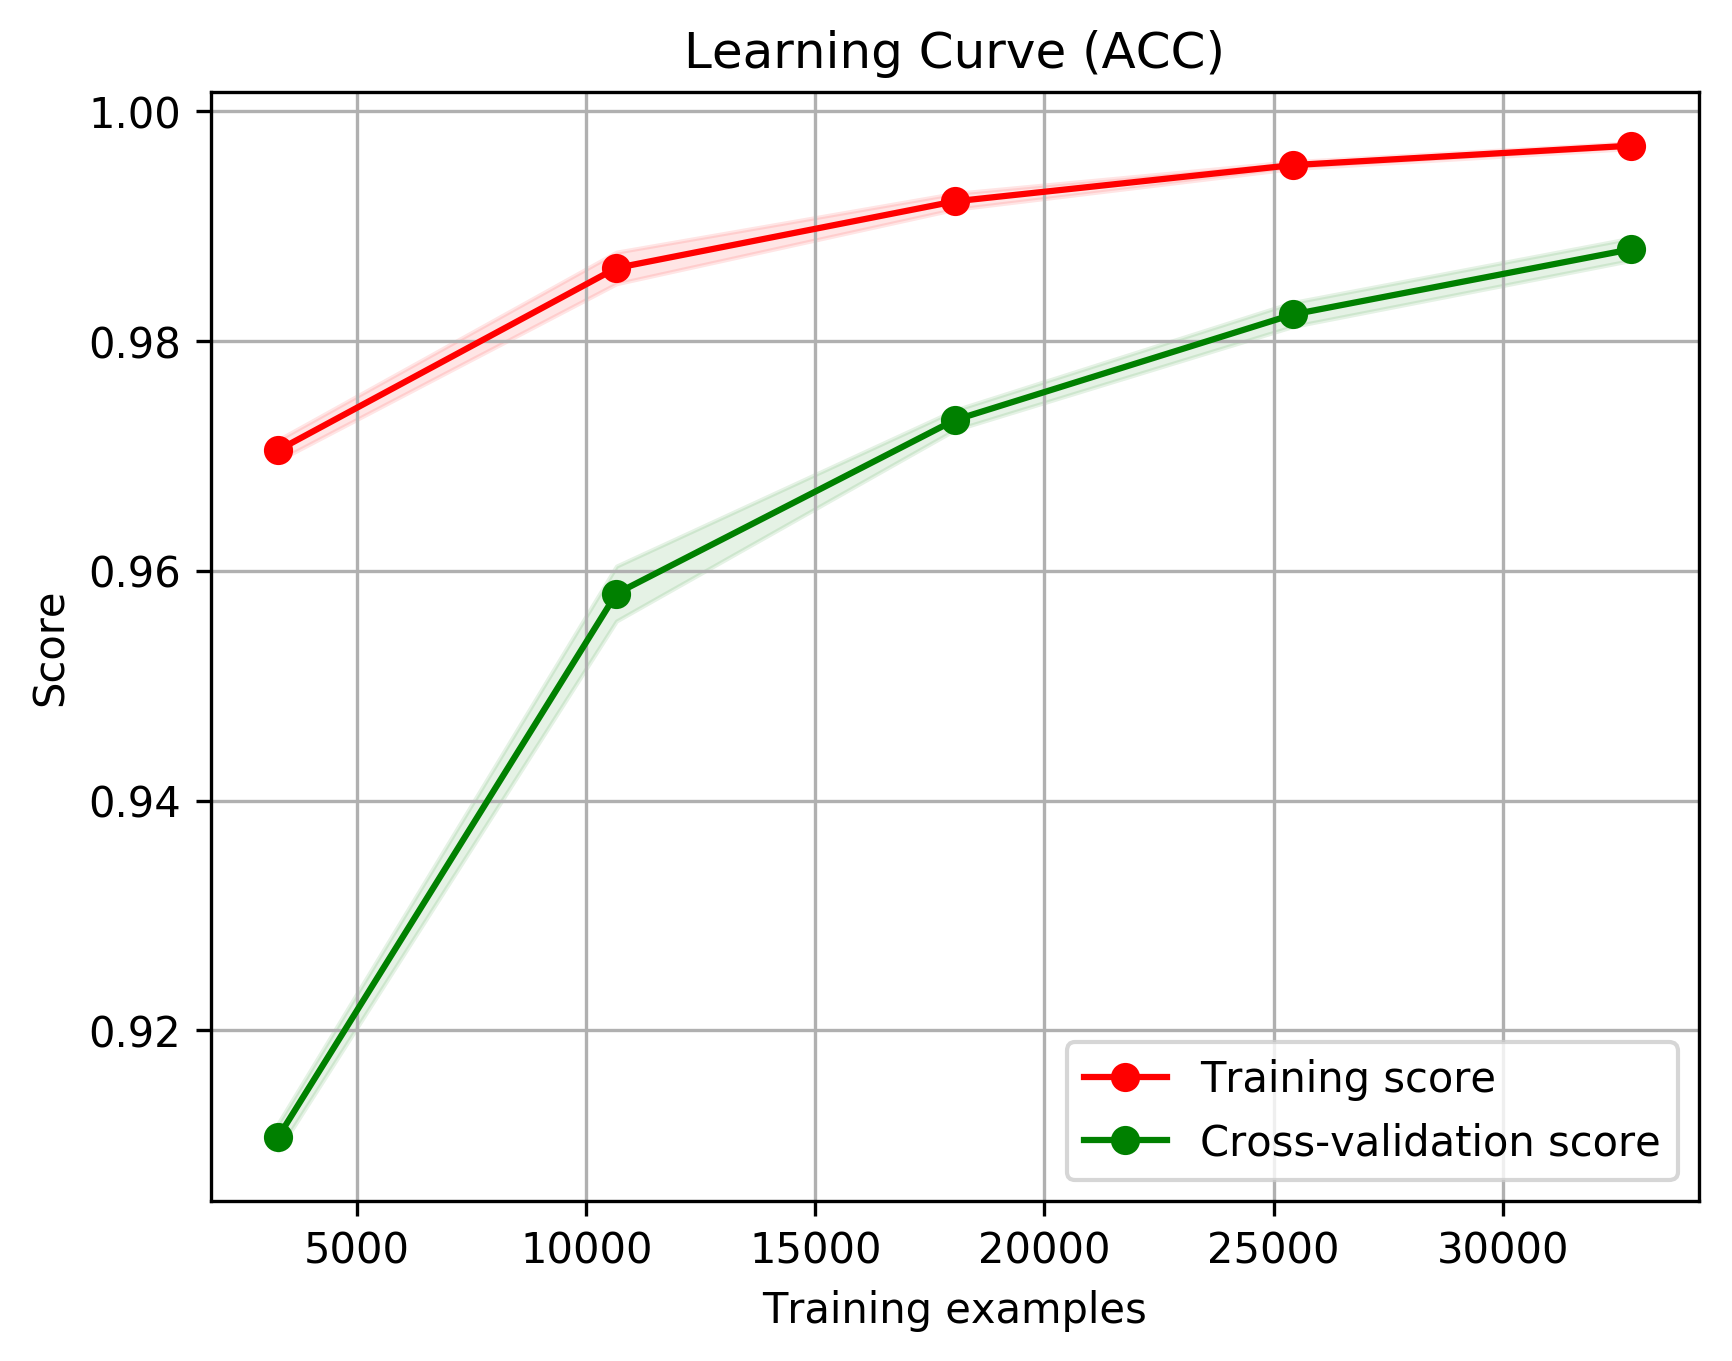 Learning Curve (ACC)
1.00
0.98
0.96
0.94
0.92
Score
5000 10000 15000 20000 25000 30000
Training examples
Training score
Cross-validation score